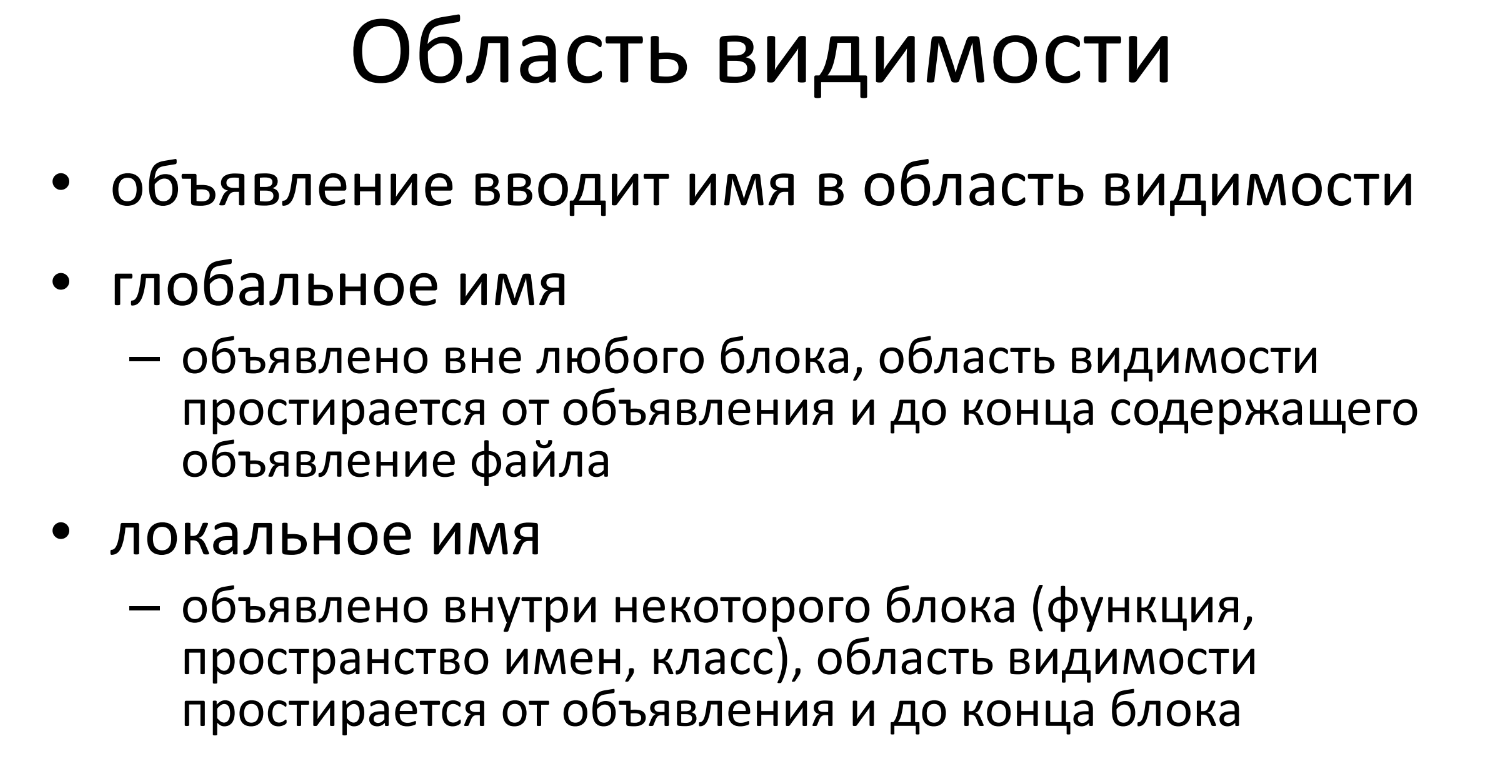 Область видимости
• объявление вводит имя в область видимости
• глобальное имя
– объявлено вне любого блока, область видимости
простирается от объявления и до конца содержащего
объявление файла
• локальное имя
– объявлено внутри некоторого блока (функция,
пространство имен, класс), область видимости
простирается от объявления и до конца блока